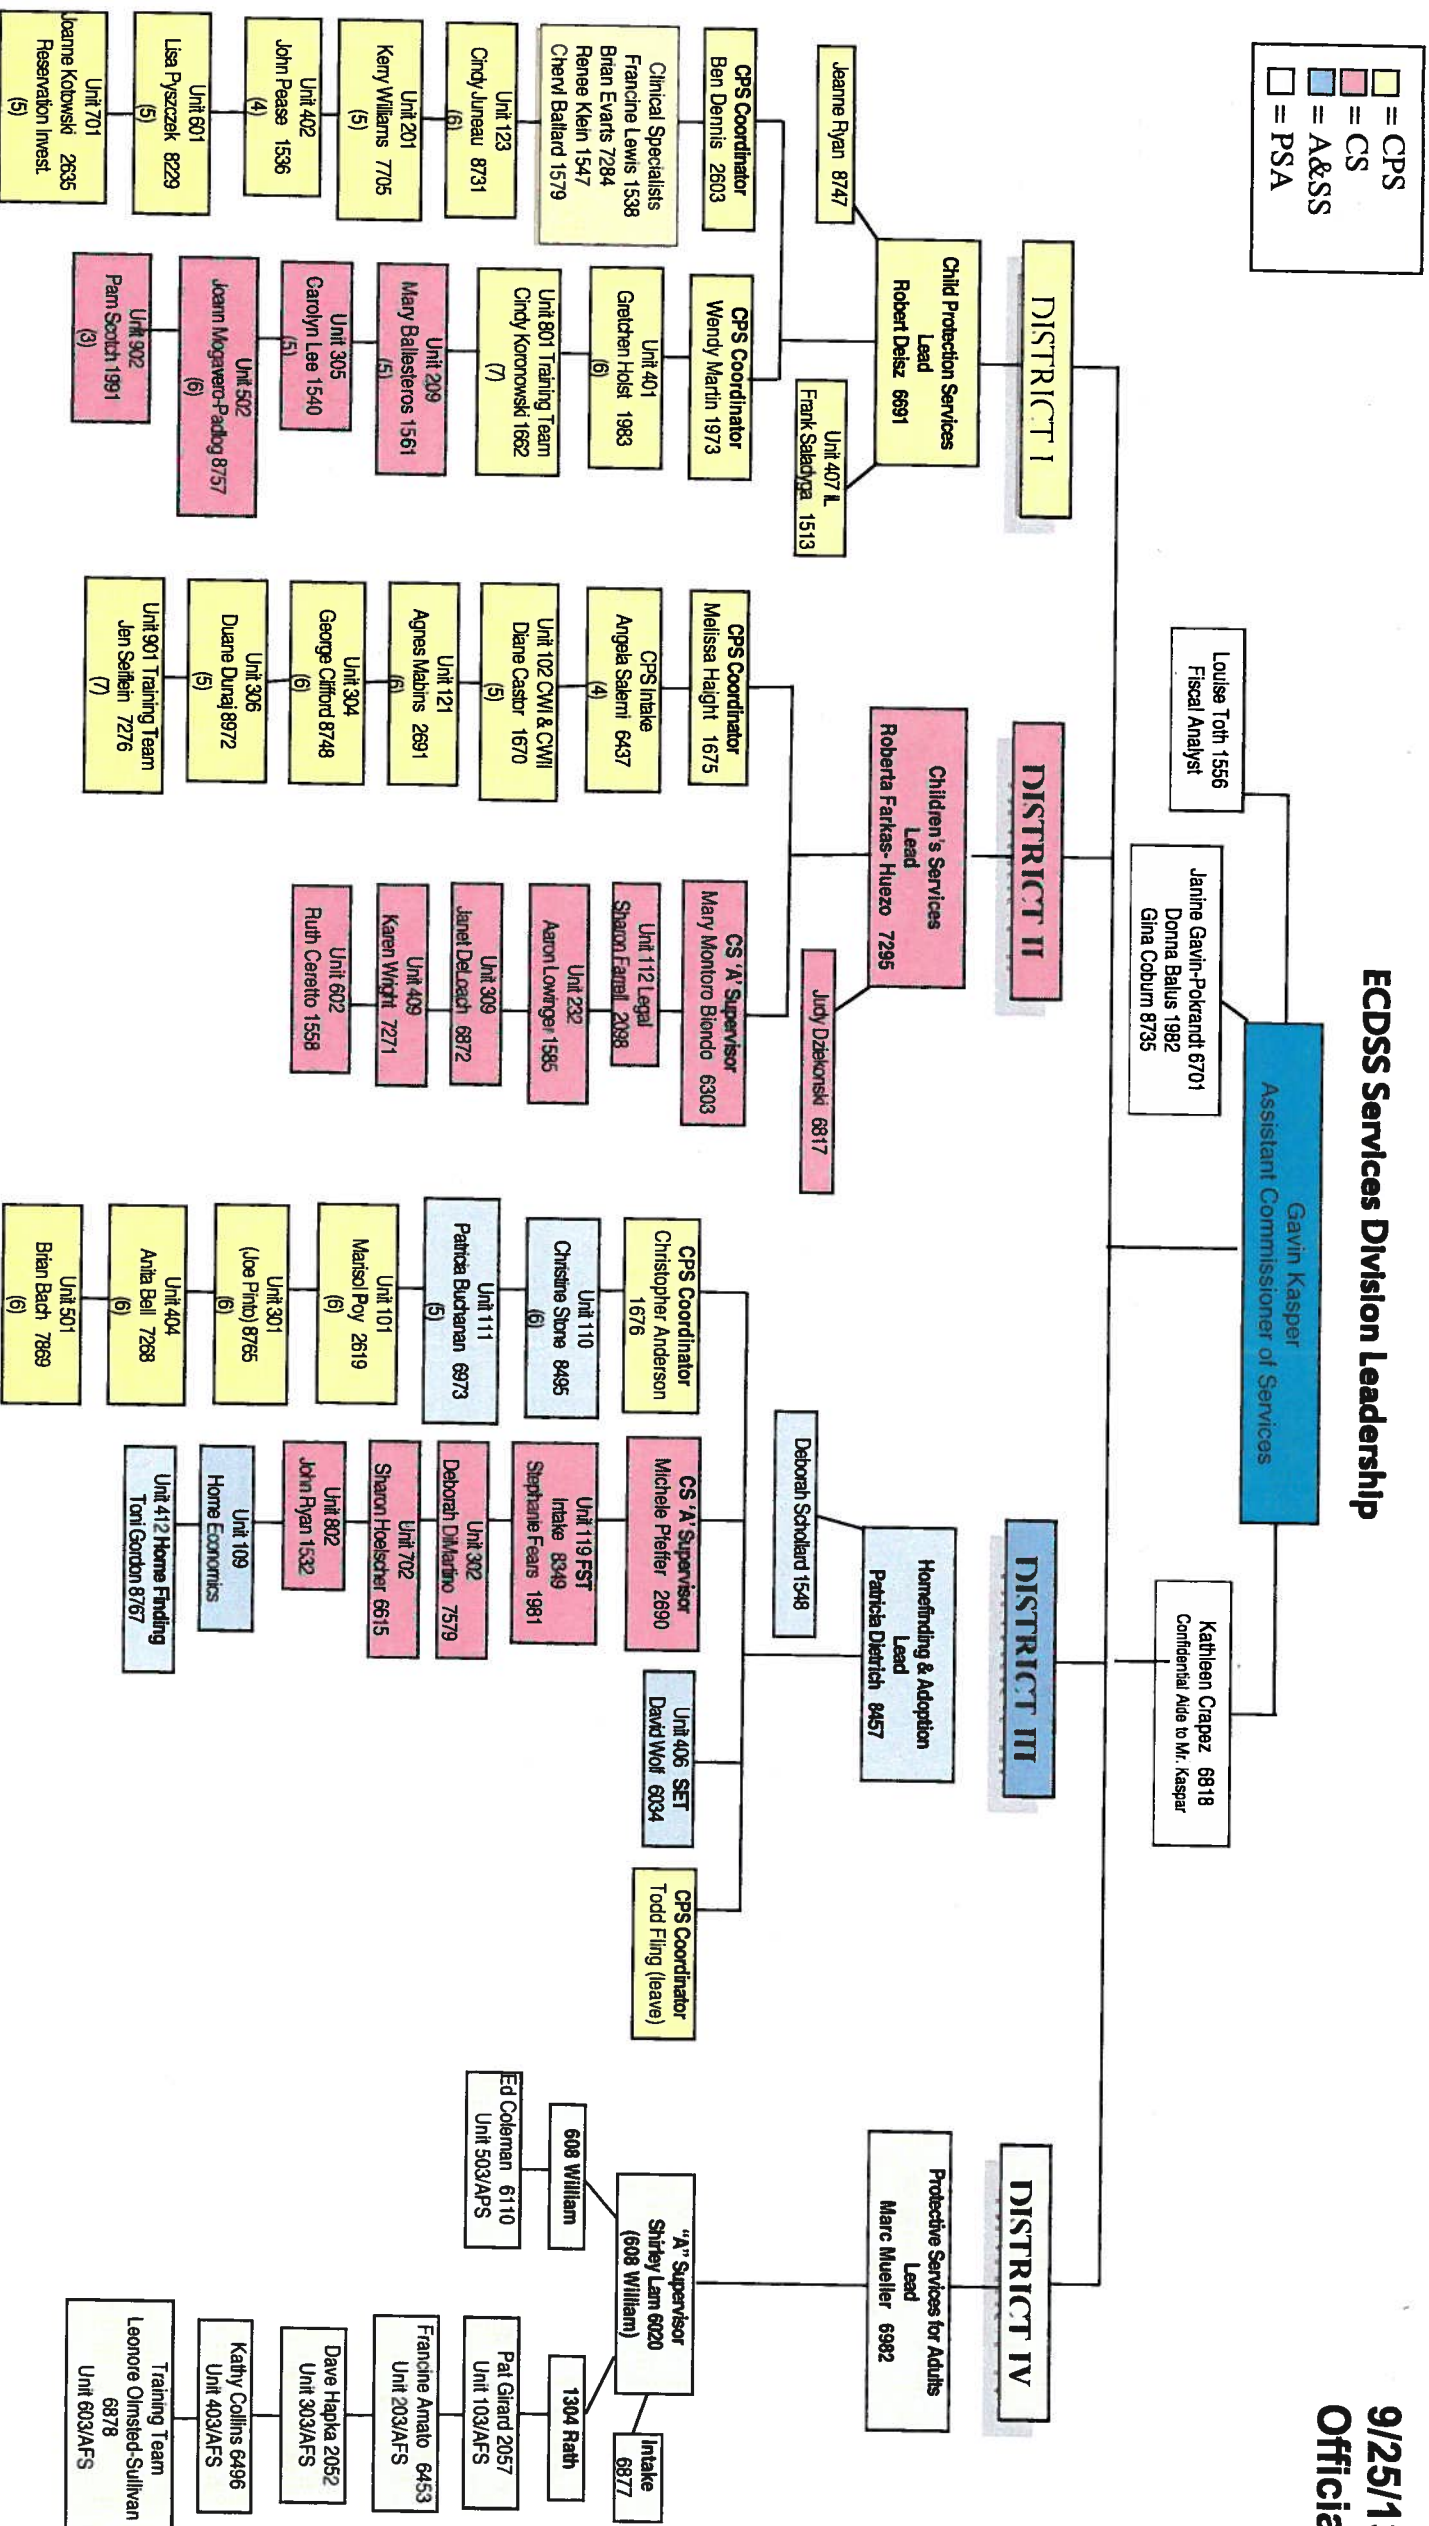 9/25/1
Officia
ECDSS Services Division Leadership
= CPS
= CS
= A&SS
= PSA
Gavin Kasper
Assistant Commissioner of Services
Louise Toth 1556
Fiscal Analyst
Janine Gavin-Pokrandt 6701
Donna Balus 1982
Gina Coburn 8735
Kathleen Crapez 6818
Confidential Aide to Mr. Kaspar
DISTRICT I
Child Protection Services
Lead
Robert Deisz 6691
Jeanne Ryan 8747
Unit 407 IL
Frank Saladyga 1513
CPS Coordinator
Ben Dennis 2603
Clinical Specialists
Francine Lewis 1538
Brian Evarts 7284
Renee Klein 1547
Cheryl Ballard 1579
Unit 123
Cindy Juneau 8731
(6)
Unit 201
Kerry Williams 7705
(5)
Unit 402
John Pease 1536
(4)
Unit 601
Lisa Pyszczek 8229
(5)
Unit 701
Joanne Kotowski 2635
Reservation Invest.
(5)
CPS Coordinator
Wendy Martin 1973
Unit 401
Gretchen Holst 1983
(6)
Unit 801 Training Team
Cindy Koronowski 1662
(7)
Unit 209
Mary Ballesteros 1561
(5)
Unit 305
Carolyn Lee 1540
(5)
Unit 502
Joann Mogavero-Padlog 8757
(6)
Unit 902
Pam Scotch 1991
(3)
DISTRICT II
Children's Services
Lead
Roberta Farkas- Huezo 7295
Judy Dziekonski 6817
CPS Coordinator
Melissa Haight 1675
CPS Intake
Angela Salemi 6437
(4)
Unit 102 CWI & CWII
Diane Castor 1670
(5)
Unit 121
Agnes Mabins 2691
(6)
Unit 304
George Clifford 8748
(6)
Unit 306
Duane Dunaj 8972
(5)
Unit 901 Training Team
Jen Seiflein 7276
(7)
CS 'A' Supervisor
Mary Montoro Biondo 6303
Unit 112 Legal
Sharon Farrell 2098
Unit 232
Aaron Lowinger 1585
Unit 309
Janet DeLoach 6872
Unit 409
Karen Wright 7271
Unit 602
Ruth Ceretto 1558
DISTRICT III
Homefinding & Adoption
Lead
Patricia Dietrich 8457
Deborah Schollard 1548
CPS Coordinator
Christopher Anderson
1676
Unit 110
Christine Stone 8495
(6)
Unit 111
Patricia Buchanan 6973
(5)
Unit 101
Marisol Poy 2619
(6)
Unit 301
(Joe Pinto) 8765
(6)
Unit 404
Anita Bell 7268
(6)
Unit 501
Brian Bach 7869
(6)
CS 'A' Supervisor
Michele Pfeffer 2690
Unit 119 FST
Intake 8349
Stephanie Fears 1981
Unit 302
Deborah DiMartino 7579
Unit 702
Sharon Hoelscher 6615
Unit 802
John Ryan 1532
Unit 109
Home Economics
Unit 412 Home Finding
Toni Gordon 8767
Unit 406 SET
David Wolf 6034
CPS Coordinator
Todd Fling (leave)
DISTRICT IV
Protective Services for Adults
Lead
Marc Mueller 6982
"A" Supervisor
Shirley Lam 6020
(608 William)
Intake
6877
608 William
Ed Coleman 6110
Unit 503/APS
1304 Rath
Pat Girard 2057
Unit 103/AFS
Francine Amato 6453
Unit 203/AFS
Dave Hapka 2052
Unit 303/AFS
Kathy Collins 6496
Unit 403/AFS
Training Team
Leonore Olmsted-Sullivan
6878
Unit 603/AFS